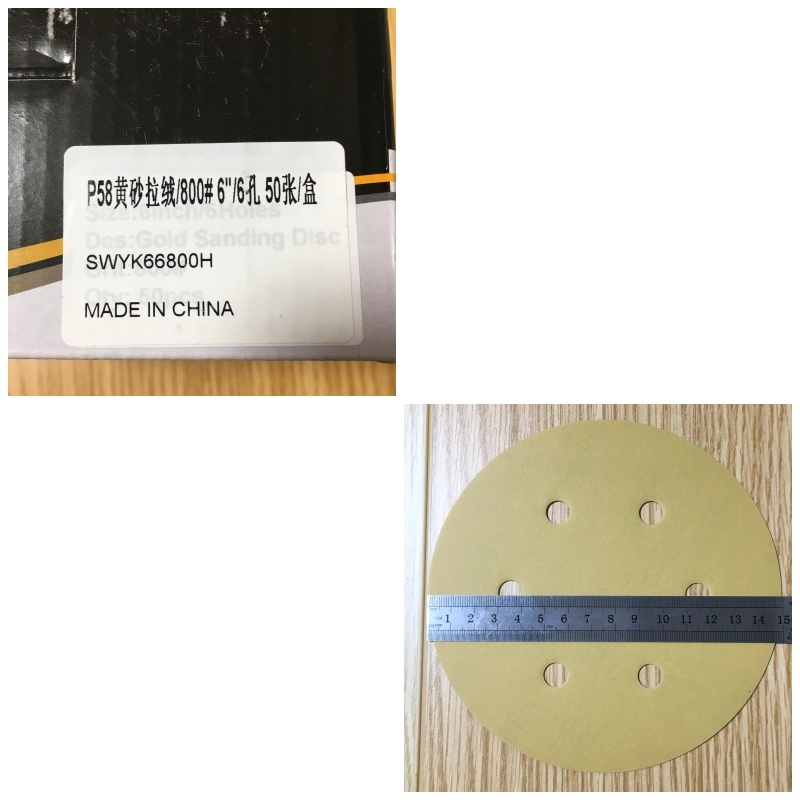 P58黄砂拉绒/800# 6"/6孔 50张/盒
Size:6inch/6Holes
Des:Gold Sanding Disc
SWYK66800H
Qty: 50pcs
MADE IN CHINA
1 2 3 4 5 6 7 8 9 10 11 12 13 14 15